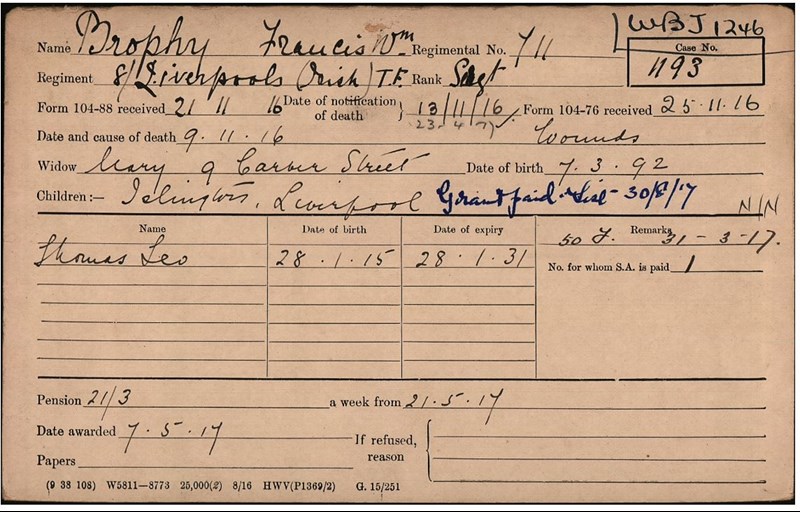 WBJ 1246
Name Brophy Francis Wm Regimental No. 711
Case No.
1193
Regiment 8/Liverpools (Irish) T.F. Rank Sergt
Form 104-88 received 21 11 16 Date of notification of death } 13/11/16 Form 104-76 received 25.11.16
23 4 17
Date and cause of death 9.11.16 Wounds
Widow Mary 9 Carver Street Date of birth 7.3.92
Children:— Islington, Liverpool Grant paid 30/8/17
N/N
Name Date of birth Date of expiry Remarks
50 F. 31-3-17.
Thomas Leo 28.1.15 28.1.31
No. for whom S.A. is paid 1
Pension 21/3 a week from 21.5.17
Date awarded 7.5.17
If refused, reason
Papers
(9 38 108) W5811—8773 25,000(2) 8/16 HWV(P1369/2) G. 15/251